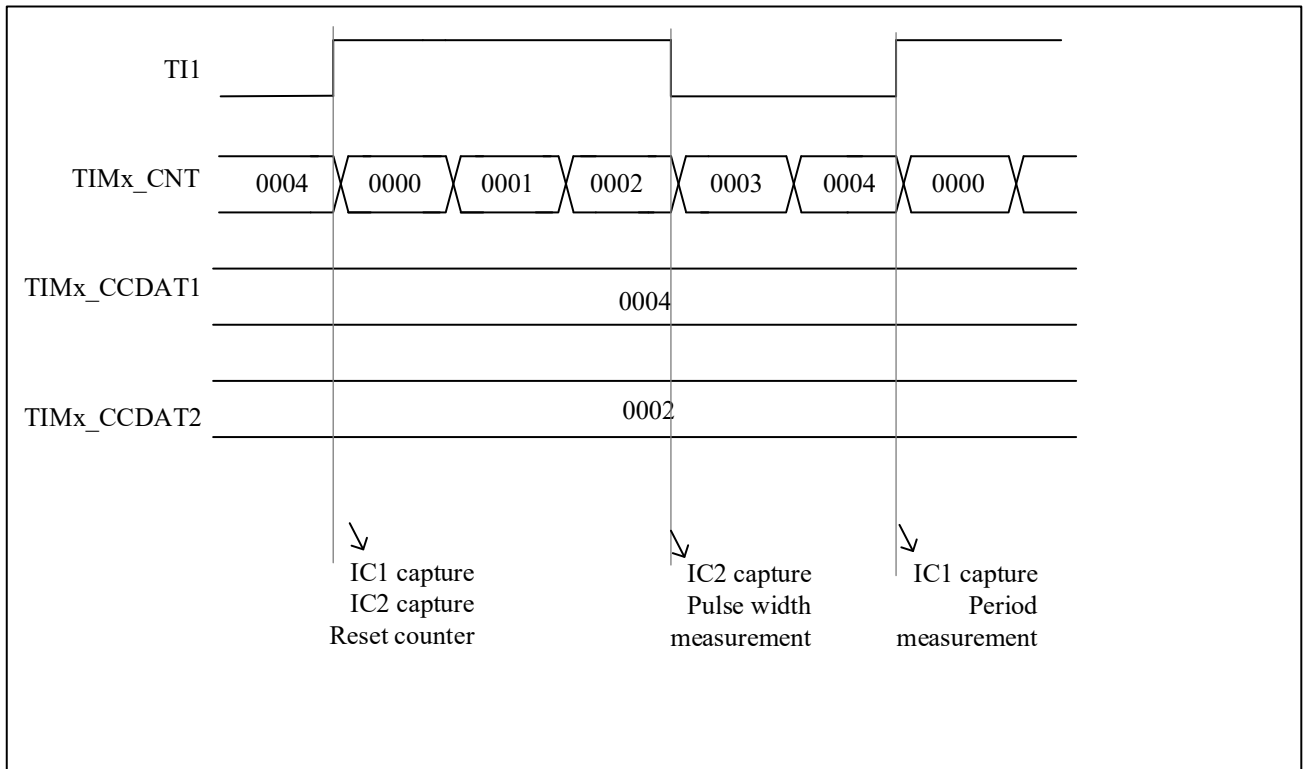 TI1
TIMx_CNT
0004 0000 0001 0002 0003 0004 0000
TIMx_CCDAT1
0004
TIMx_CCDAT2
0002
IC1 capture
IC2 capture
Reset counter
IC2 capture
Pulse width
measurement
IC1 capture
Period
measurement